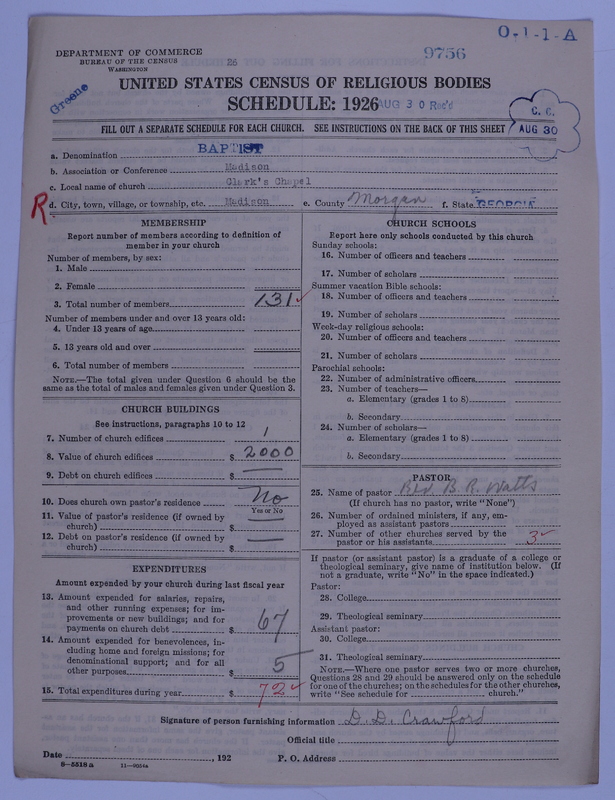 O-1-1-A
DEPARTMENT OF COMMERCE
BUREAU OF THE CENSUS
WASHINGTON
26
9756
Greene
UNITED STATES CENSUS OF RELIGIOUS BODIES
SCHEDULE: 1926
AUG 30 Rec'd
C. C.
AUG 30
FILL OUT A SEPARATE SCHEDULE FOR EACH CHURCH. SEE INSTRUCTIONS ON THE BACK OF THIS SHEET
a. Denomination BAPTIST
b. Association or Conference Madison
c. Local name of church Clark's Chapel
R d. City, town, village, or township, etc. Madison e. County Morgan f. State GEORGIA
MEMBERSHIP
Report number of members according to definition of
member in your church
Number of members, by sex:
1. Male
2. Female
3. Total number of members 131 ✓
Number of members under and over 13 years old:
4. Under 13 years of age
5. 13 years old and over
6. Total number of members
NOTE.—The total given under Question 6 should be the
same as the total of males and females given under Question 3.
CHURCH BUILDINGS
See instructions, paragraphs 10 to 12
7. Number of church edifices 1
8. Value of church edifices $ 2000
9. Debt on church edifices $ —
10. Does church own pastor's residence No
Yes or No
11. Value of pastor's residence (if owned by
church) $ —
12. Debt on pastor's residence (if owned by
church) $ —
EXPENDITURES
Amount expended by your church during last fiscal year
13. Amount expended for salaries, repairs,
and other running expenses; for im-
provements or new buildings; and for
payments on church debt $ 67
14. Amount expended for benevolences, in-
cluding home and foreign missions; for
denominational support; and for all
other purposes $ 5
15. Total expenditures during year $ 72 ✓
CHURCH SCHOOLS
Report here only schools conducted by this church
Sunday schools:
16. Number of officers and teachers
17. Number of scholars
Summer vacation Bible schools:
18. Number of officers and teachers
19. Number of scholars
Week-day religious schools:
20. Number of officers and teachers
21. Number of scholars
Parochial schools:
22. Number of administrative officers
23. Number of teachers—
a. Elementary (grades 1 to 8)
b. Secondary
24. Number of scholars—
a. Elementary (grades 1 to 8)
b. Secondary
PASTOR
25. Name of pastor Rev. B. R. Watts
(If church has no pastor, write "None")
26. Number of ordained ministers, if any, em-
ployed as assistant pastors
27. Number of other churches served by the
pastor or his assistants 3 ✓
If pastor (or assistant pastor) is a graduate of a college or
theological seminary, give name of institution below. (If
not a graduate, write "No" in the space indicated.)
Pastor:
28. College
29. Theological seminary
Assistant pastor:
30. College
31. Theological seminary
NOTE.—Where one pastor serves two or more churches,
Questions 28 and 29 should be answered only on the schedule
for one of the churches; on the schedules for the other churches,
write "See schedule for church."
Signature of person furnishing information D. D. Crawford
Official title
Date , 192 P. O. Address
8—5518 a